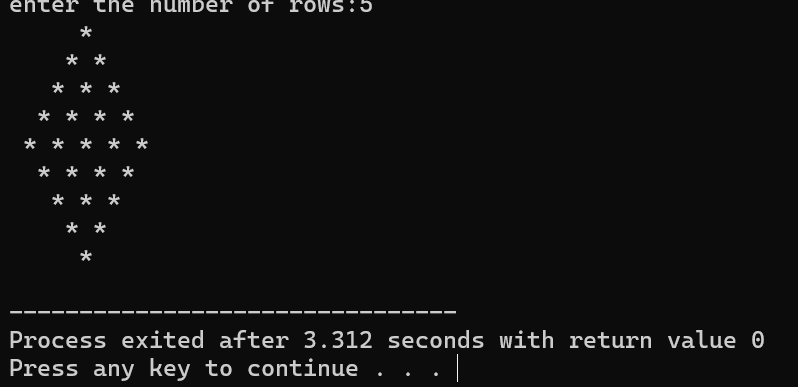 enter the number of rows:5
     *
    * *
   * * *
  * * * *
 * * * * *
  * * * *
   * * *
    * *
     *
--------------------------------
Process exited after 3.312 seconds with return value 0
Press any key to continue . . .